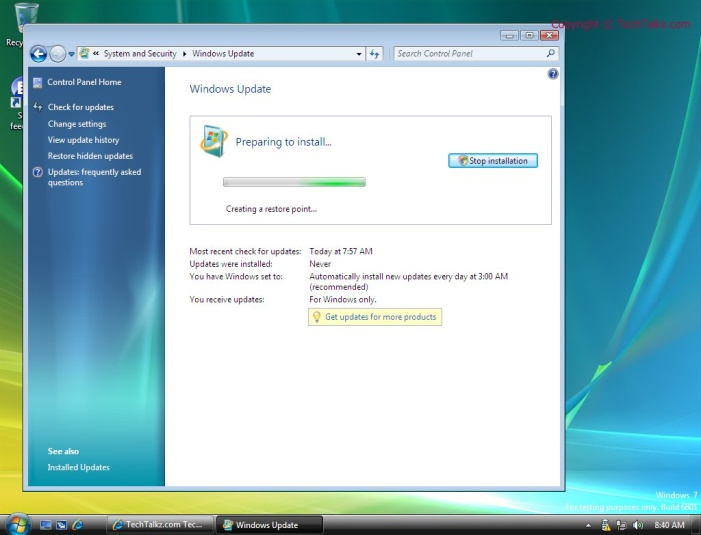 Copyright © TechTalkz.com
Recy
System and Security
Windows Update
Search Control Panel
S
fee
Control Panel Home
Check for updates
Change settings
View update history
Restore hidden updates
Updates: frequently asked
questions
See also
Installed Updates
Windows Update
Preparing to install...
Stop installation
Creating a restore point...
Most recent check for updates: Today at 7:57 AM
Updates were installed: Never
You have Windows set to: Automatically install new updates every day at 3:00 AM
(recommended)
You receive updates: For Windows only.
Get updates for more products
Windows 7
For testing purposes only. Build 6801
TechTalkz.com Tec...
Windows Update
8:40 AM